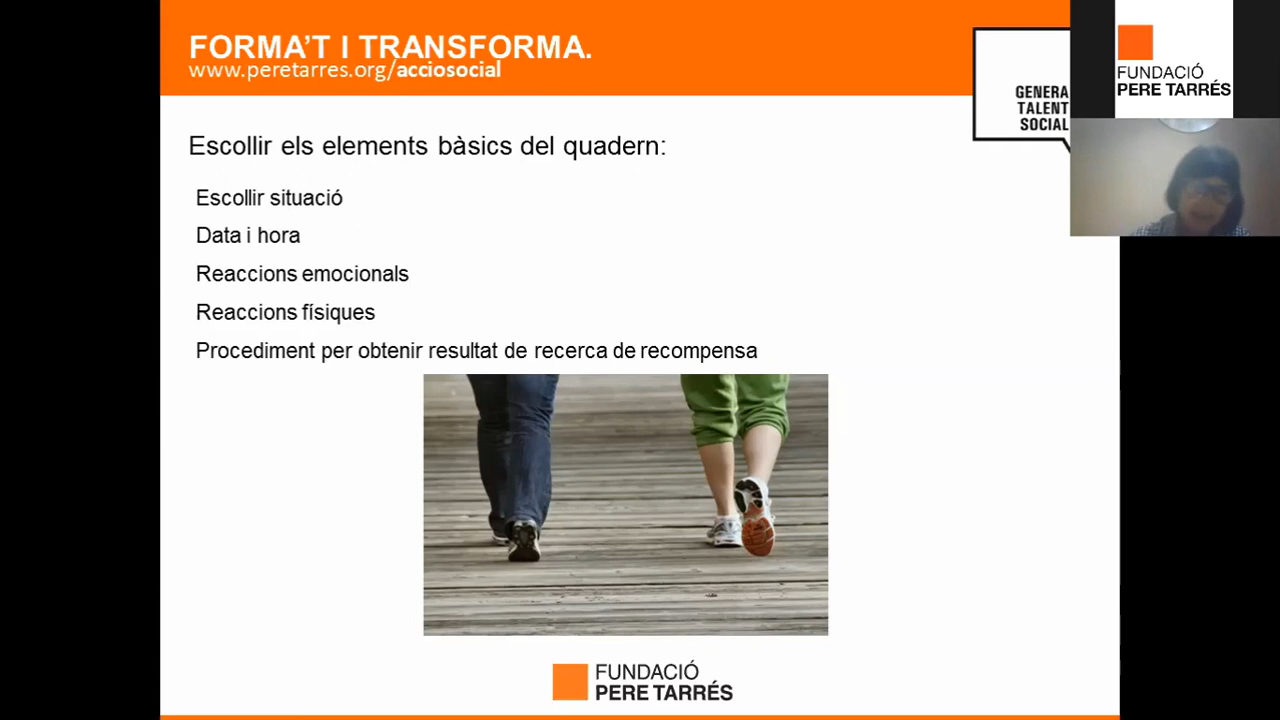 FORMA'T I TRANSFORMA.
www.peretarres.org/acciosocial
GENERA
TALENT
SOCIAL
FUNDACIÓ
PERE TARRÉS
Escollir els elements bàsics del quadern:
Escollir situació
Data i hora
Reaccions emocionals
Reaccions físiques
Procediment per obtenir resultat de recerca de recompensa
FUNDACIÓ
PERE TARRÉS